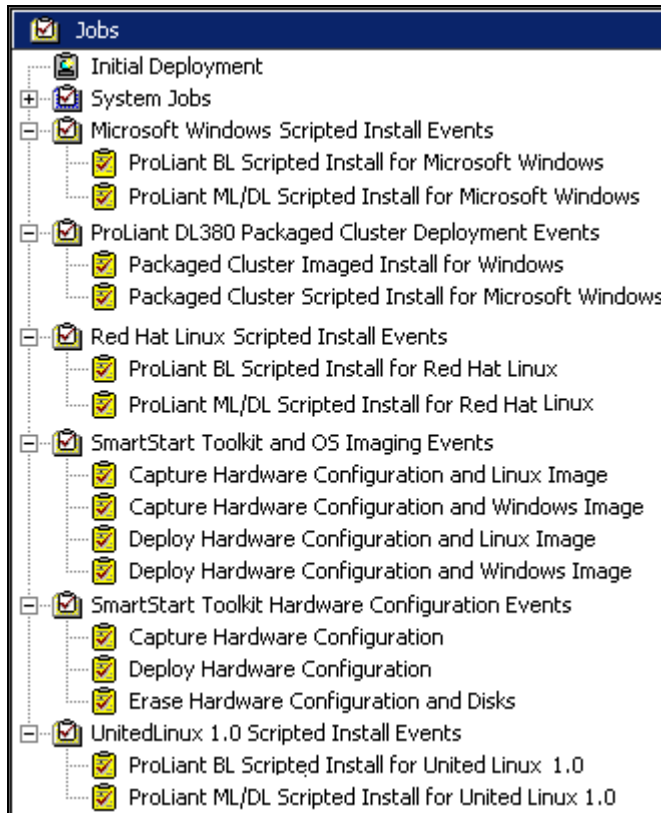 Jobs
Initial Deployment
System Jobs
Microsoft Windows Scripted Install Events
ProLiant BL Scripted Install for Microsoft Windows
ProLiant ML/DL Scripted Install for Microsoft Windows
ProLiant DL380 Packaged Cluster Deployment Events
Packaged Cluster Imaged Install for Windows
Packaged Cluster Scripted Install for Microsoft Windows
Red Hat Linux Scripted Install Events
ProLiant BL Scripted Install for Red Hat Linux
ProLiant ML/DL Scripted Install for Red Hat Linux
SmartStart Toolkit and OS Imaging Events
Capture Hardware Configuration and Linux Image
Capture Hardware Configuration and Windows Image
Deploy Hardware Configuration and Linux Image
Deploy Hardware Configuration and Windows Image
SmartStart Toolkit Hardware Configuration Events
Capture Hardware Configuration
Deploy Hardware Configuration
Erase Hardware Configuration and Disks
UnitedLinux 1.0 Scripted Install Events
ProLiant BL Scripted Install for United Linux 1.0
ProLiant ML/DL Scripted Install for United Linux 1.0